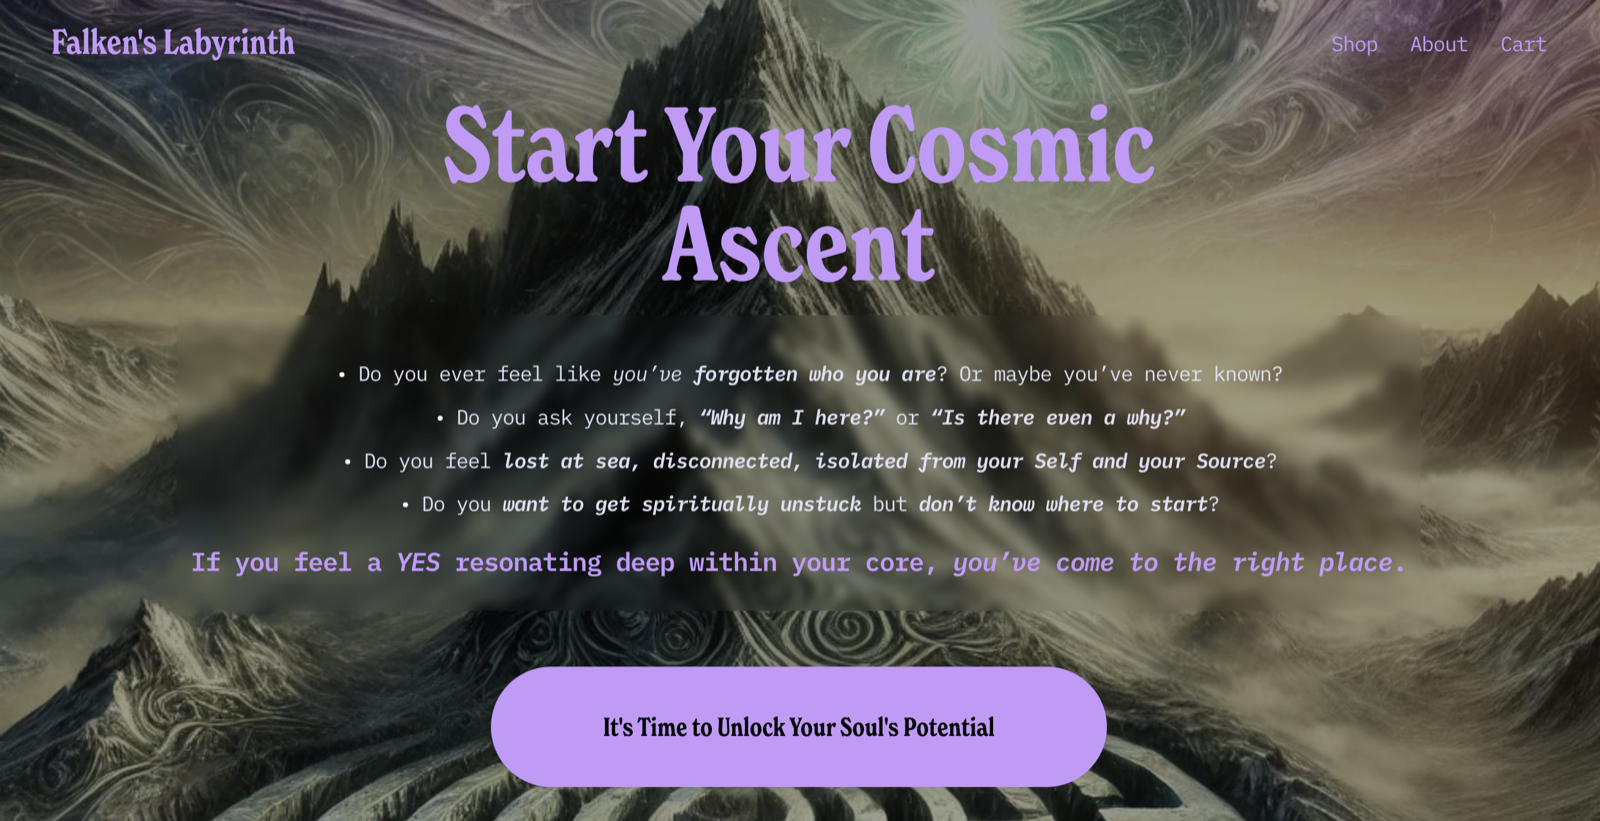 Falken's Labyrinth
Shop About Cart
Start Your Cosmic
Ascent
• Do you ever feel like you’ve forgotten who you are? Or maybe you’ve never known?
• Do you ask yourself, “Why am I here?” or “Is there even a why?”
• Do you feel lost at sea, disconnected, isolated from your Self and your Source?
• Do you want to get spiritually unstuck but don’t know where to start?
If you feel a YES resonating deep within your core, you’ve come to the right place.
It's Time to Unlock Your Soul's Potential